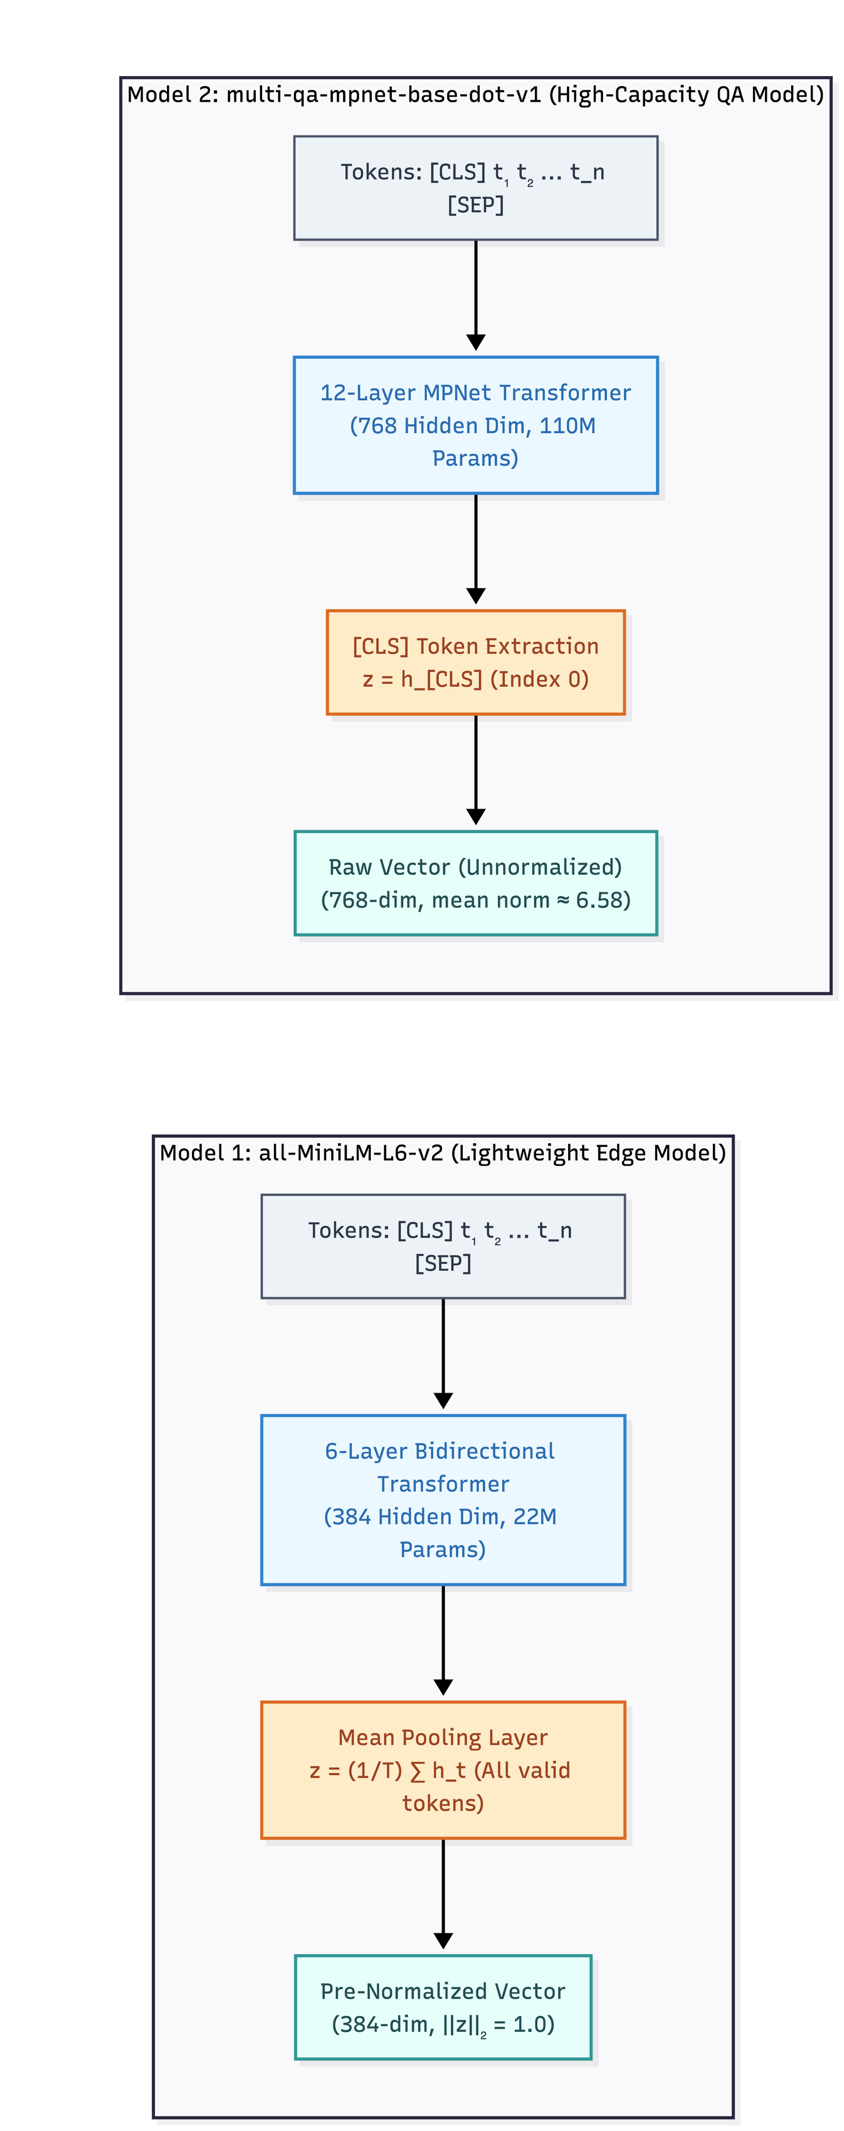 Model 2: multi-qa-mpnet-base-dot-v1 (High-Capacity QA Model)
Tokens: [CLS] t₁ t₂ ... t_n
[SEP]
12-Layer MPNet Transformer
(768 Hidden Dim, 110M
Params)
[CLS] Token Extraction
z = h_[CLS] (Index 0)
Raw Vector (Unnormalized)
(768-dim, mean norm ≈ 6.58)
Model 1: all-MiniLM-L6-v2 (Lightweight Edge Model)
Tokens: [CLS] t₁ t₂ ... t_n
[SEP]
6-Layer Bidirectional
Transformer
(384 Hidden Dim, 22M
Params)
Mean Pooling Layer
z = (1/T) ∑ h_t (All valid
tokens)
Pre-Normalized Vector
(384-dim, ||z||₂ = 1.0)